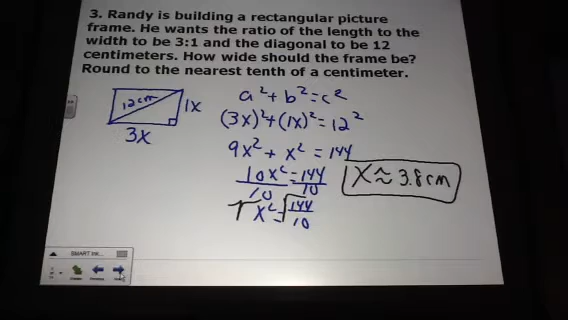 3. Randy is building a rectangular picture
frame. He wants the ratio of the length to the
width to be 3:1 and the diagonal to be 12
centimeters. How wide should the frame be?
Round to the nearest tenth of a centimeter.
12cm
1x
3x
a² + b² = c²
(3x)² + (1x)² = 12²
9x² + x² = 144
10x² = 144
10 10
√x² = √144/10
x ≈ 3.8cm
SMART Ink...